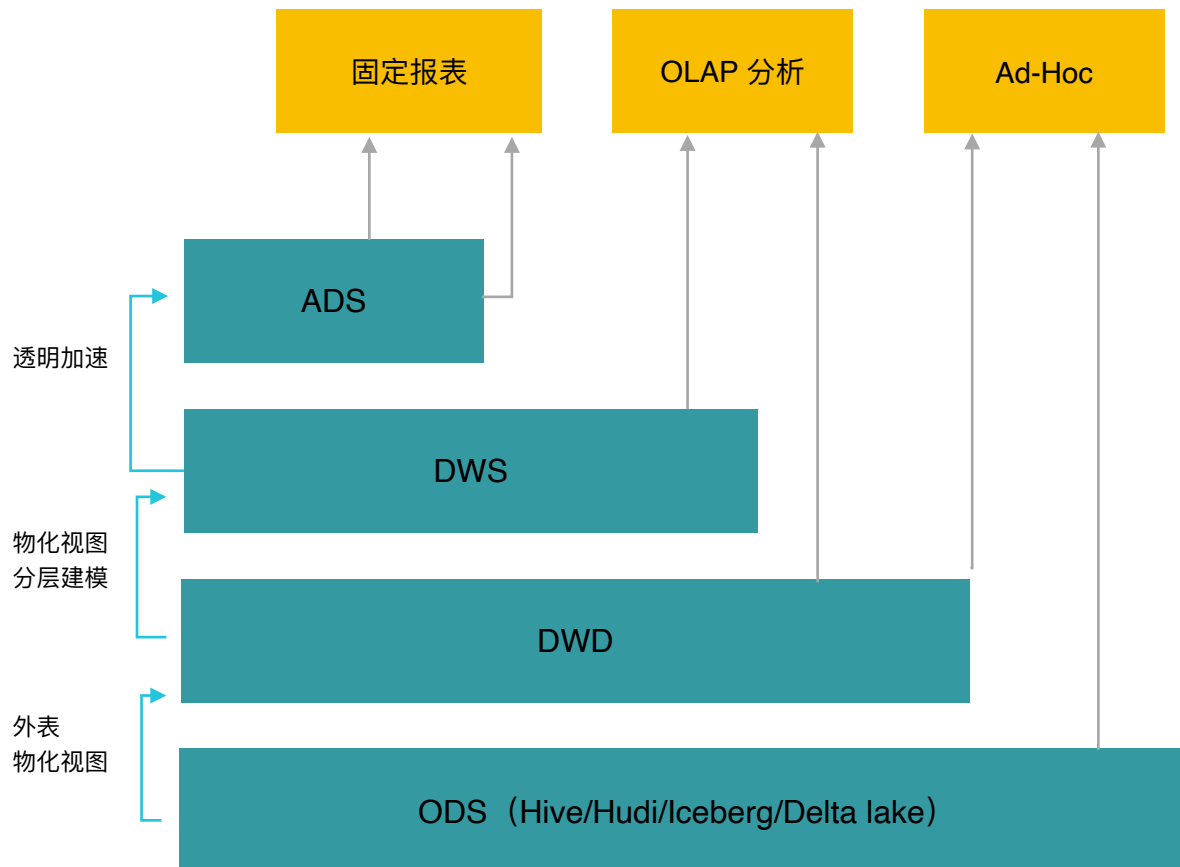 固定报表
OLAP 分析
Ad-Hoc
ADS
透明加速
DWS
物化视图
分层建模
DWD
外表
物化视图
ODS（Hive/Hudi/Iceberg/Delta lake）